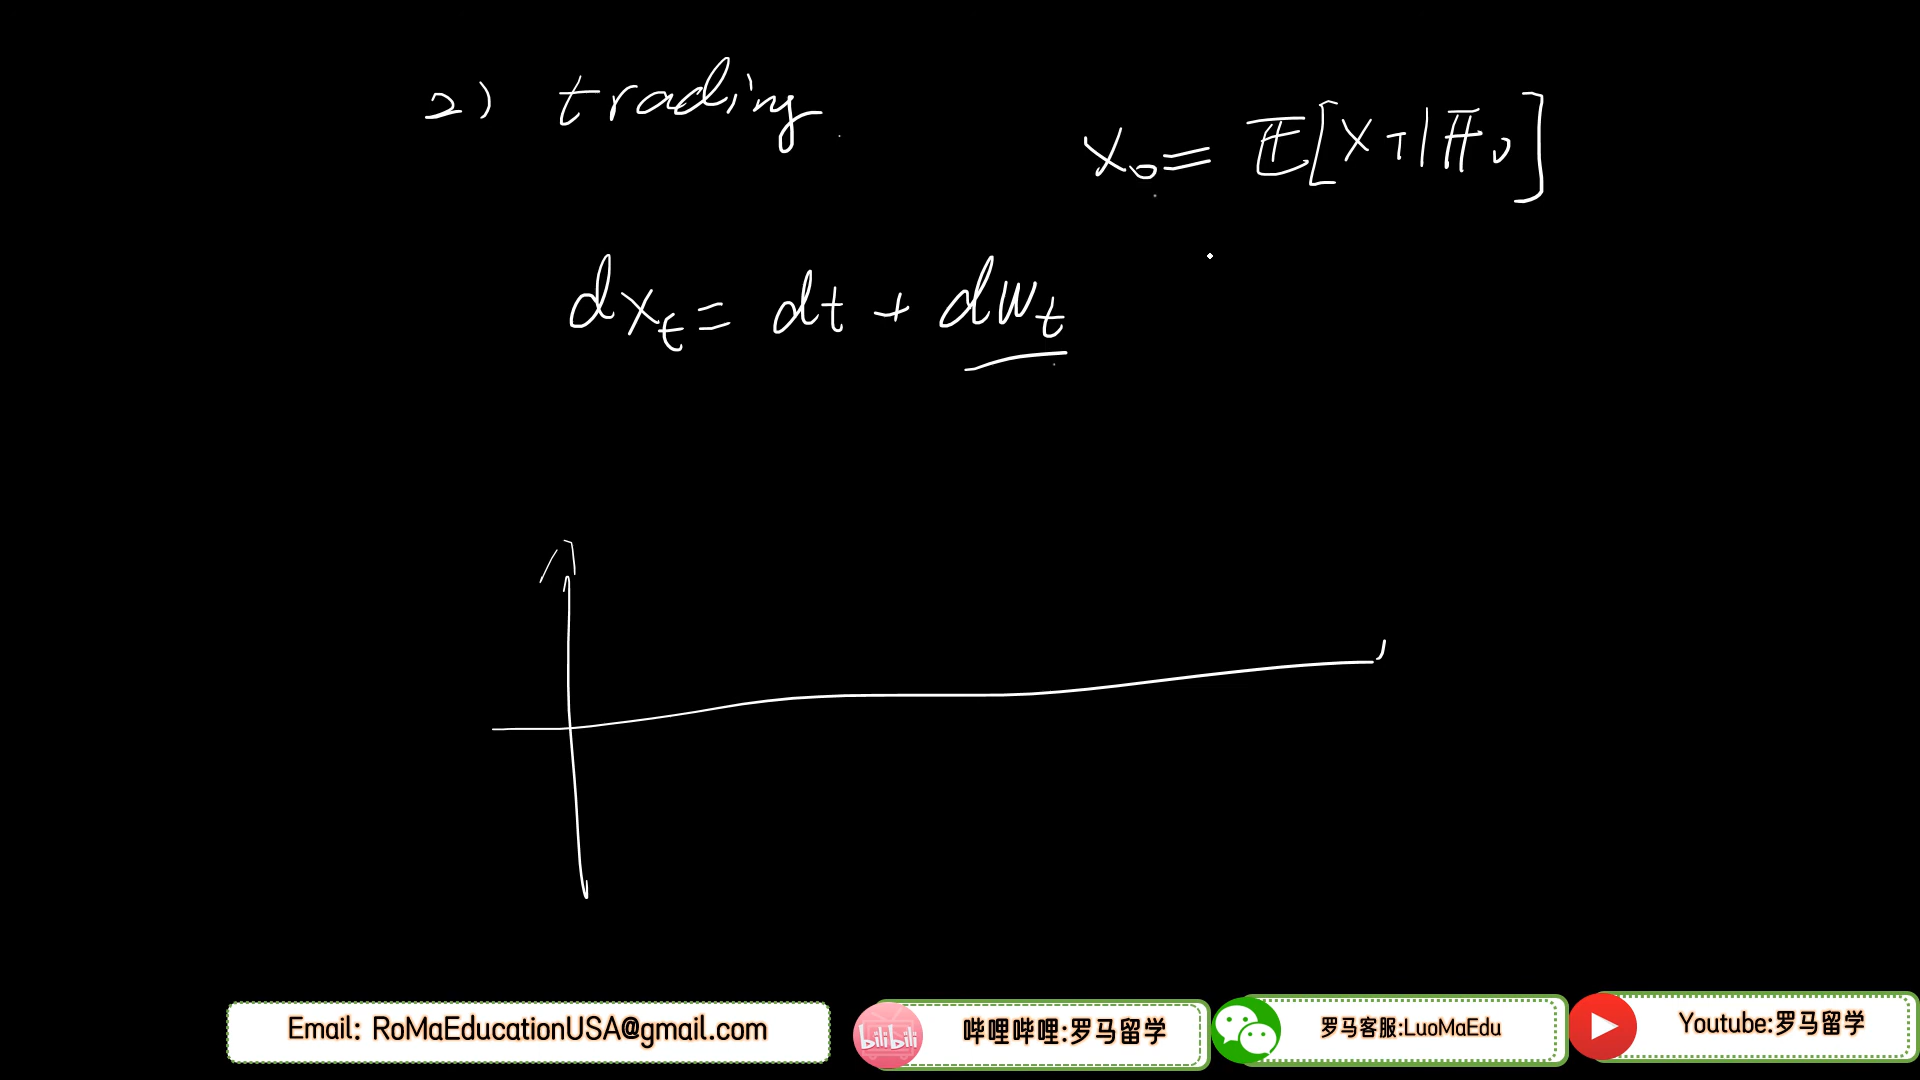 2) trading
X₀ = 𝔼[X_T | 𝓕₀]
dX_t = dt + dW_t
Email: RoMaEducationUSA@gmail.com
bilibili
哔哩哔哩:罗马留学
罗马客服:LuoMaEdu
Youtube:罗马留学